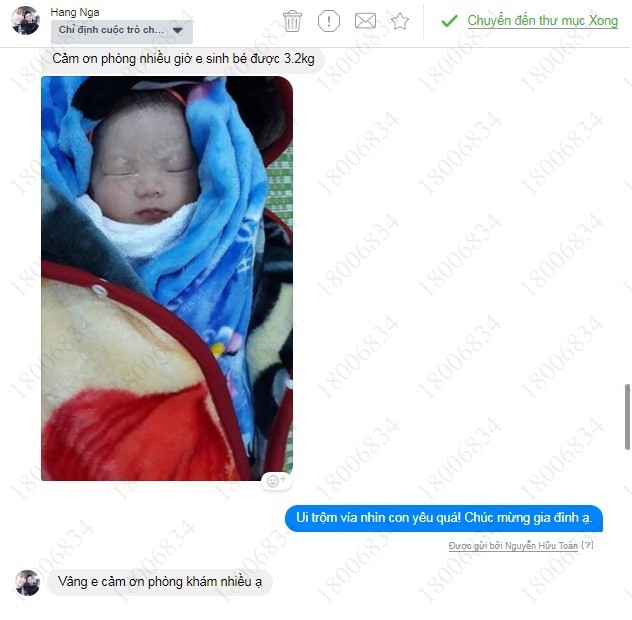 Hang Nga
Chỉ định cuộc trò ch...
Chuyển đến thư mục Xong
Cảm ơn phòng nhiều giờ e sinh bé được 3.2kg
Ui trộm vía nhìn con yêu quá! Chúc mừng gia đình ạ.
Được gửi bởi Nguyễn Hữu Toàn [?]
Vâng e cảm ơn phòng khám nhiều ạ
18006834